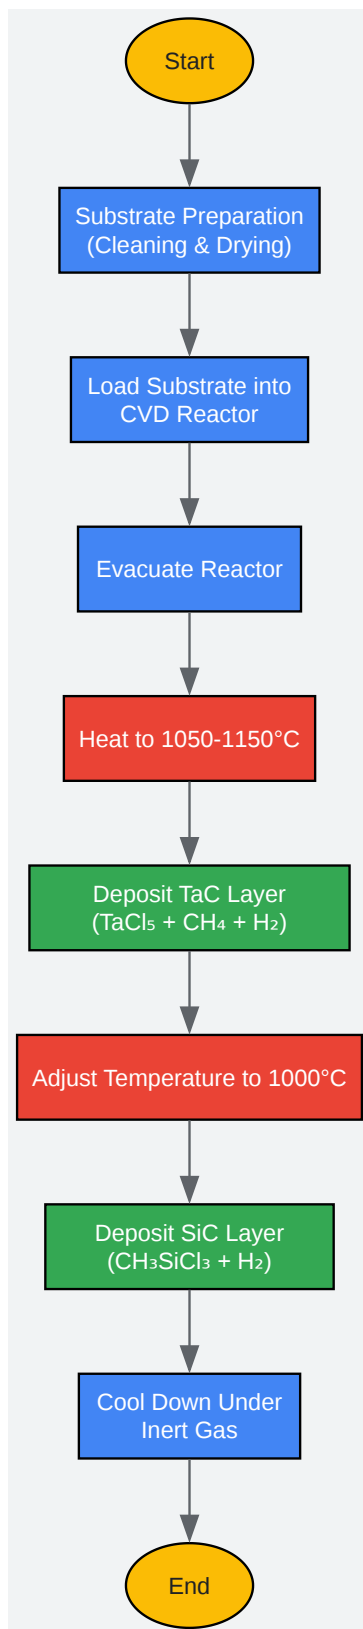 Start
Substrate Preparation
(Cleaning & Drying)
Load Substrate into
CVD Reactor
Evacuate Reactor
Heat to 1050-1150°C
Deposit TaC Layer
(TaCl₅ + CH₄ + H₂)
Adjust Temperature to 1000°C
Deposit SiC Layer
(CH₃SiCl₃ + H₂)
Cool Down Under
Inert Gas
End